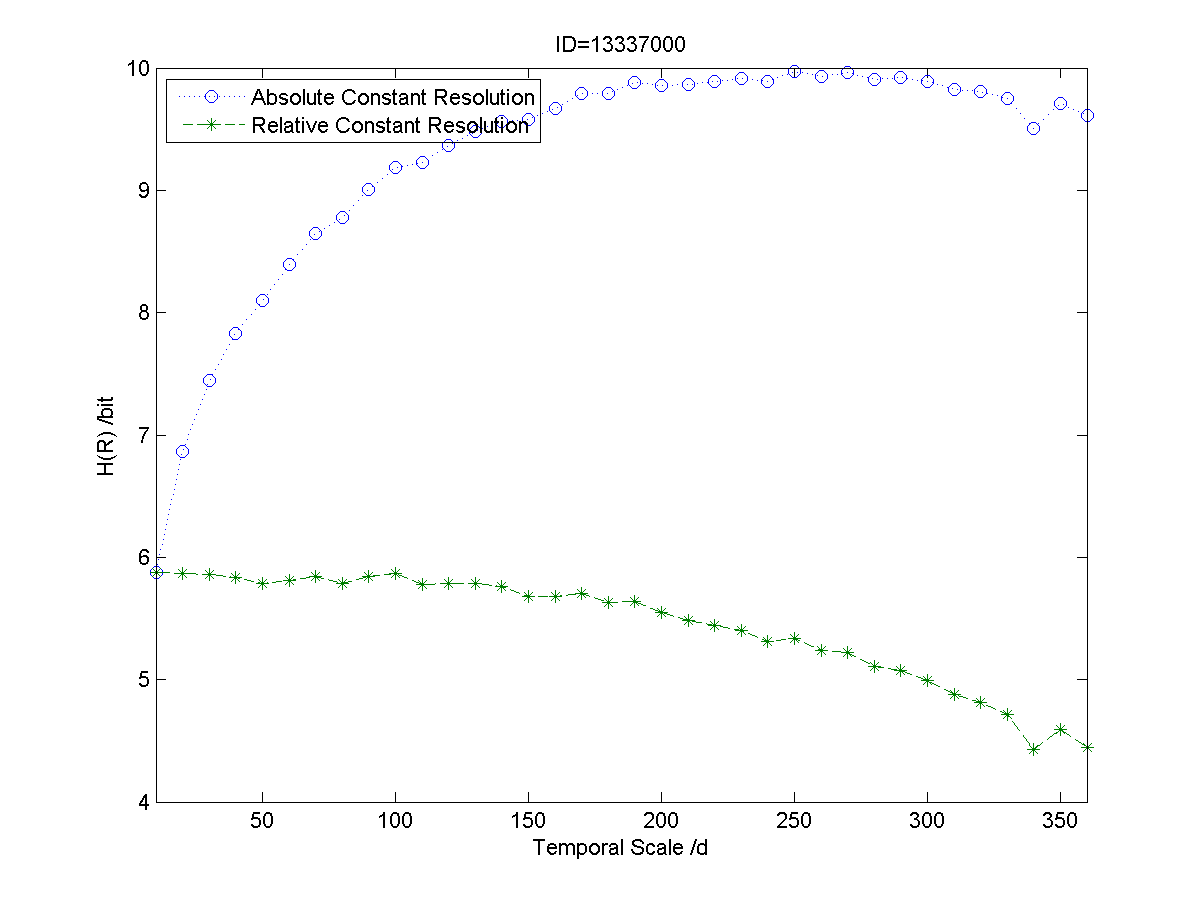 ID=13337000
Absolute Constant Resolution
Relative Constant Resolution
10
9
8
7
6
5
4
H(R) /bit
50 100 150 200 250 300 350
Temporal Scale /d